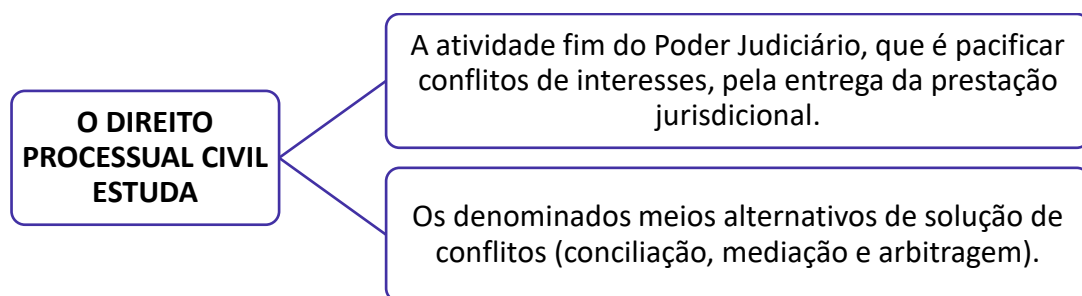 O DIREITO
PROCESSUAL CIVIL
ESTUDA
A atividade fim do Poder Judiciário, que é pacificar
conflitos de interesses, pela entrega da prestação
jurisdicional.
Os denominados meios alternativos de solução de
conflitos (conciliação, mediação e arbitragem).